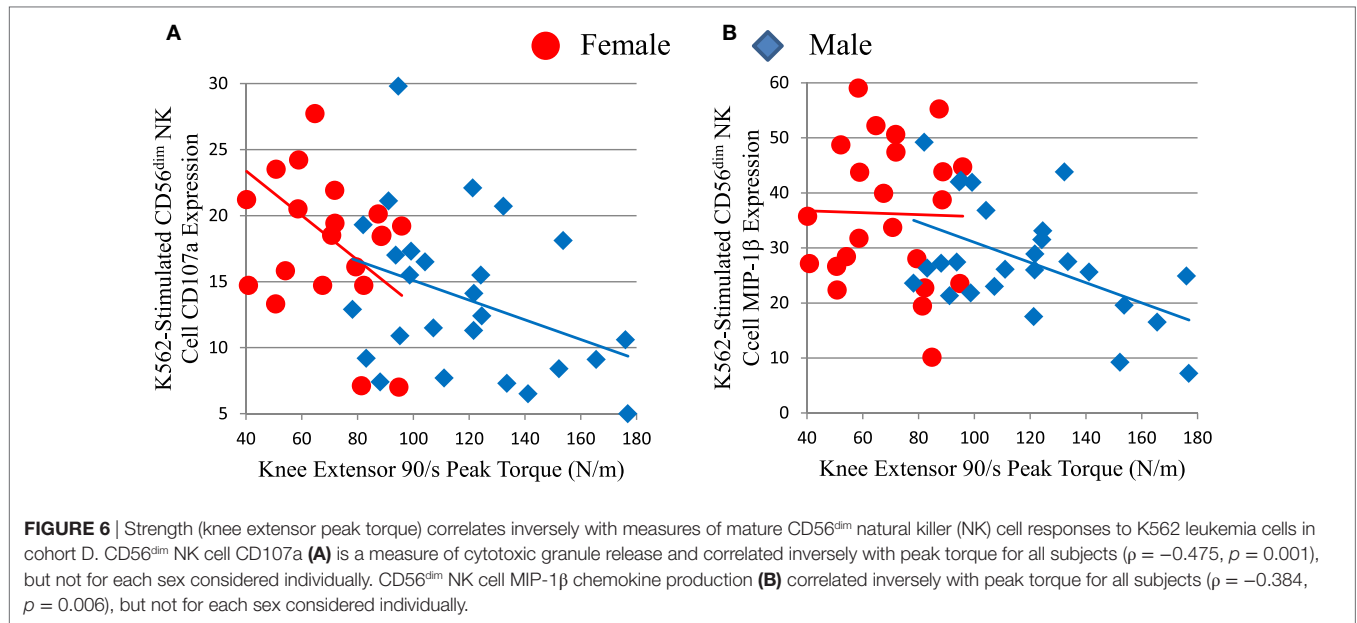 A
B
Female
Male
K562-Stimulated CD56dim NK
Cell CD107a Expression
30
25
20
15
10
5
40 60 80 100 120 140 160 180
Knee Extensor 90/s Peak Torque (N/m)
K562-Stimulated CD56dim NK
Ccell MIP-1β Expression
60
50
40
30
20
10
0
40 60 80 100 120 140 160 180
Knee Extensor 90/s Peak Torque (N/m)
FIGURE 6 | Strength (knee extensor peak torque) correlates inversely with measures of mature CD56dim natural killer (NK) cell responses to K562 leukemia cells in
cohort D. CD56dim NK cell CD107a (A) is a measure of cytotoxic granule release and correlated inversely with peak torque for all subjects (ρ = −0.475, p = 0.001),
but not for each sex considered individually. CD56dim NK cell MIP-1β chemokine production (B) correlated inversely with peak torque for all subjects (ρ = −0.384,
p = 0.006), but not for each sex considered individually.